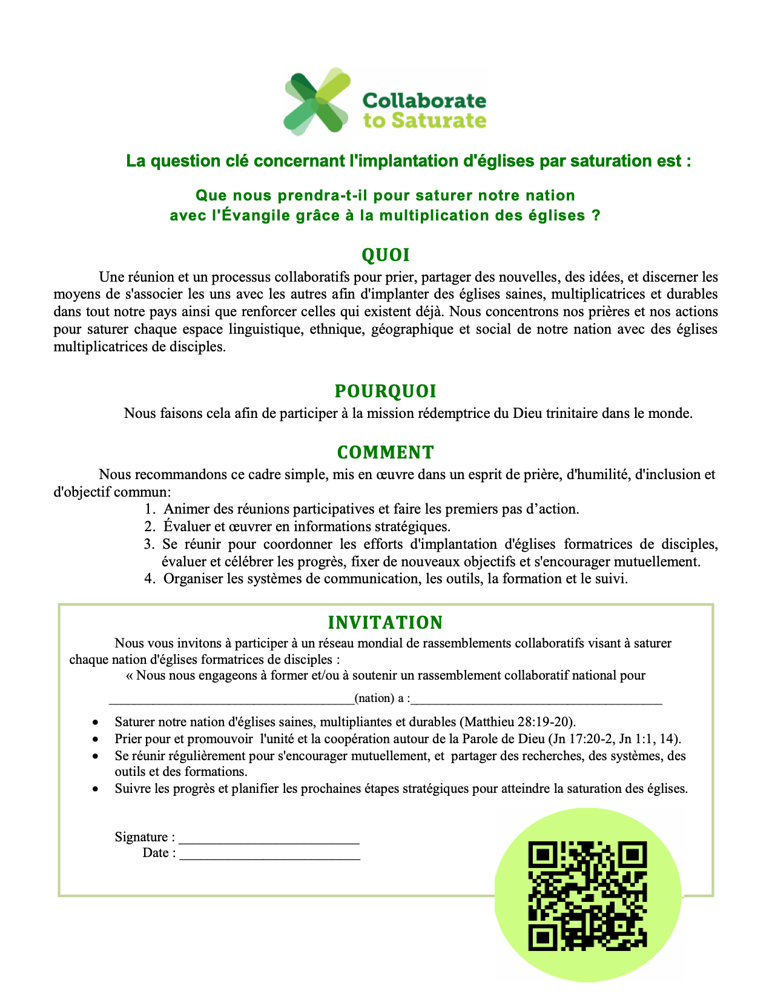 Collaborate
to Saturate
La question clé concernant l'implantation d'églises par saturation est :
Que nous prendra-t-il pour saturer notre nation
avec l'Évangile grâce à la multiplication des églises ?
QUOI
Une réunion et un processus collaboratifs pour prier, partager des nouvelles, des idées, et discerner les
moyens de s'associer les uns avec les autres afin d'implanter des églises saines, multiplicatrices et durables
dans tout notre pays ainsi que renforcer celles qui existent déjà. Nous concentrons nos prières et nos actions
pour saturer chaque espace linguistique, ethnique, géographique et social de notre nation avec des églises
multiplicatrices de disciples.
POURQUOI
Nous faisons cela afin de participer à la mission rédemptrice du Dieu trinitaire dans le monde.
COMMENT
Nous recommandons ce cadre simple, mis en œuvre dans un esprit de prière, d'humilité, d'inclusion et
d'objectif commun:
1. Animer des réunions participatives et faire les premiers pas d’action.
2. Évaluer et œuvrer en informations stratégiques.
3. Se réunir pour coordonner les efforts d'implantation d'églises formatrices de disciples,
évaluer et célébrer les progrès, fixer de nouveaux objectifs et s'encourager mutuellement.
4. Organiser les systèmes de communication, les outils, la formation et le suivi.
INVITATION
Nous vous invitons à participer à un réseau mondial de rassemblements collaboratifs visant à saturer
chaque nation d'églises formatrices de disciples :
« Nous nous engageons à former et/ou à soutenir un rassemblement collaboratif national pour
______________________________________(nation) a :_______________________________________
• Saturer notre nation d'églises saines, multipliantes et durables (Matthieu 28:19-20).
• Prier pour et promouvoir l'unité et la coopération autour de la Parole de Dieu (Jn 17:20-2, Jn 1:1, 14).
• Se réunir régulièrement pour s'encourager mutuellement, et partager des recherches, des systèmes, des
outils et des formations.
• Suivre les progrès et planifier les prochaines étapes stratégiques pour atteindre la saturation des églises.
Signature : __________________________
Date : __________________________